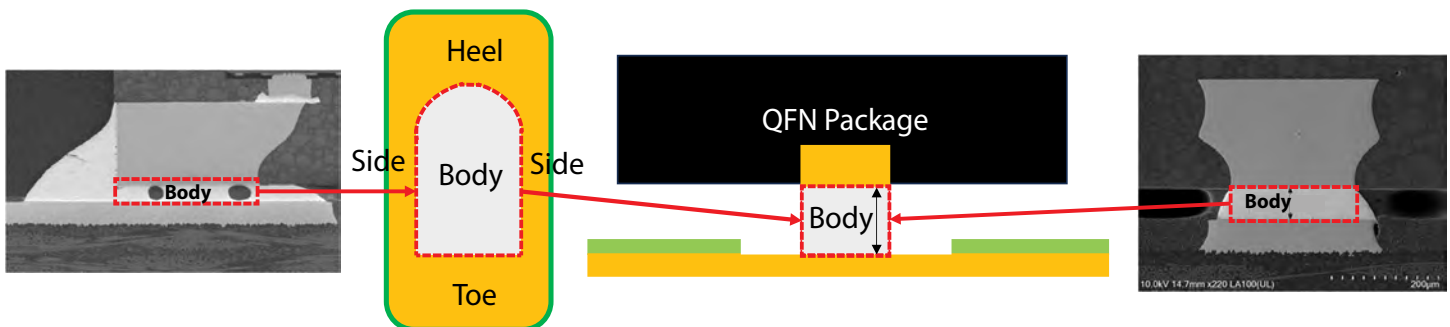 Body
Heel
Side
Body
Side
Toe
QFN Package
Body
Body
10.0kV 14.7mm x220 LA100(UL)
200μm